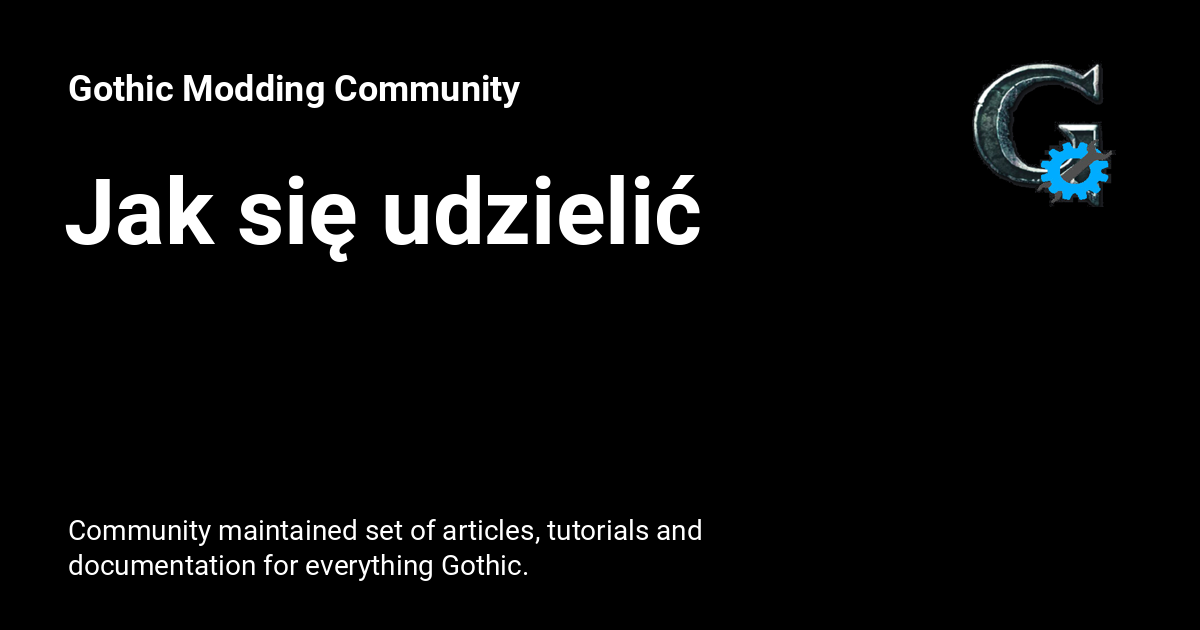 Gothic Modding Community
Jak się udzielić
Community maintained set of articles, tutorials and
documentation for everything Gothic.